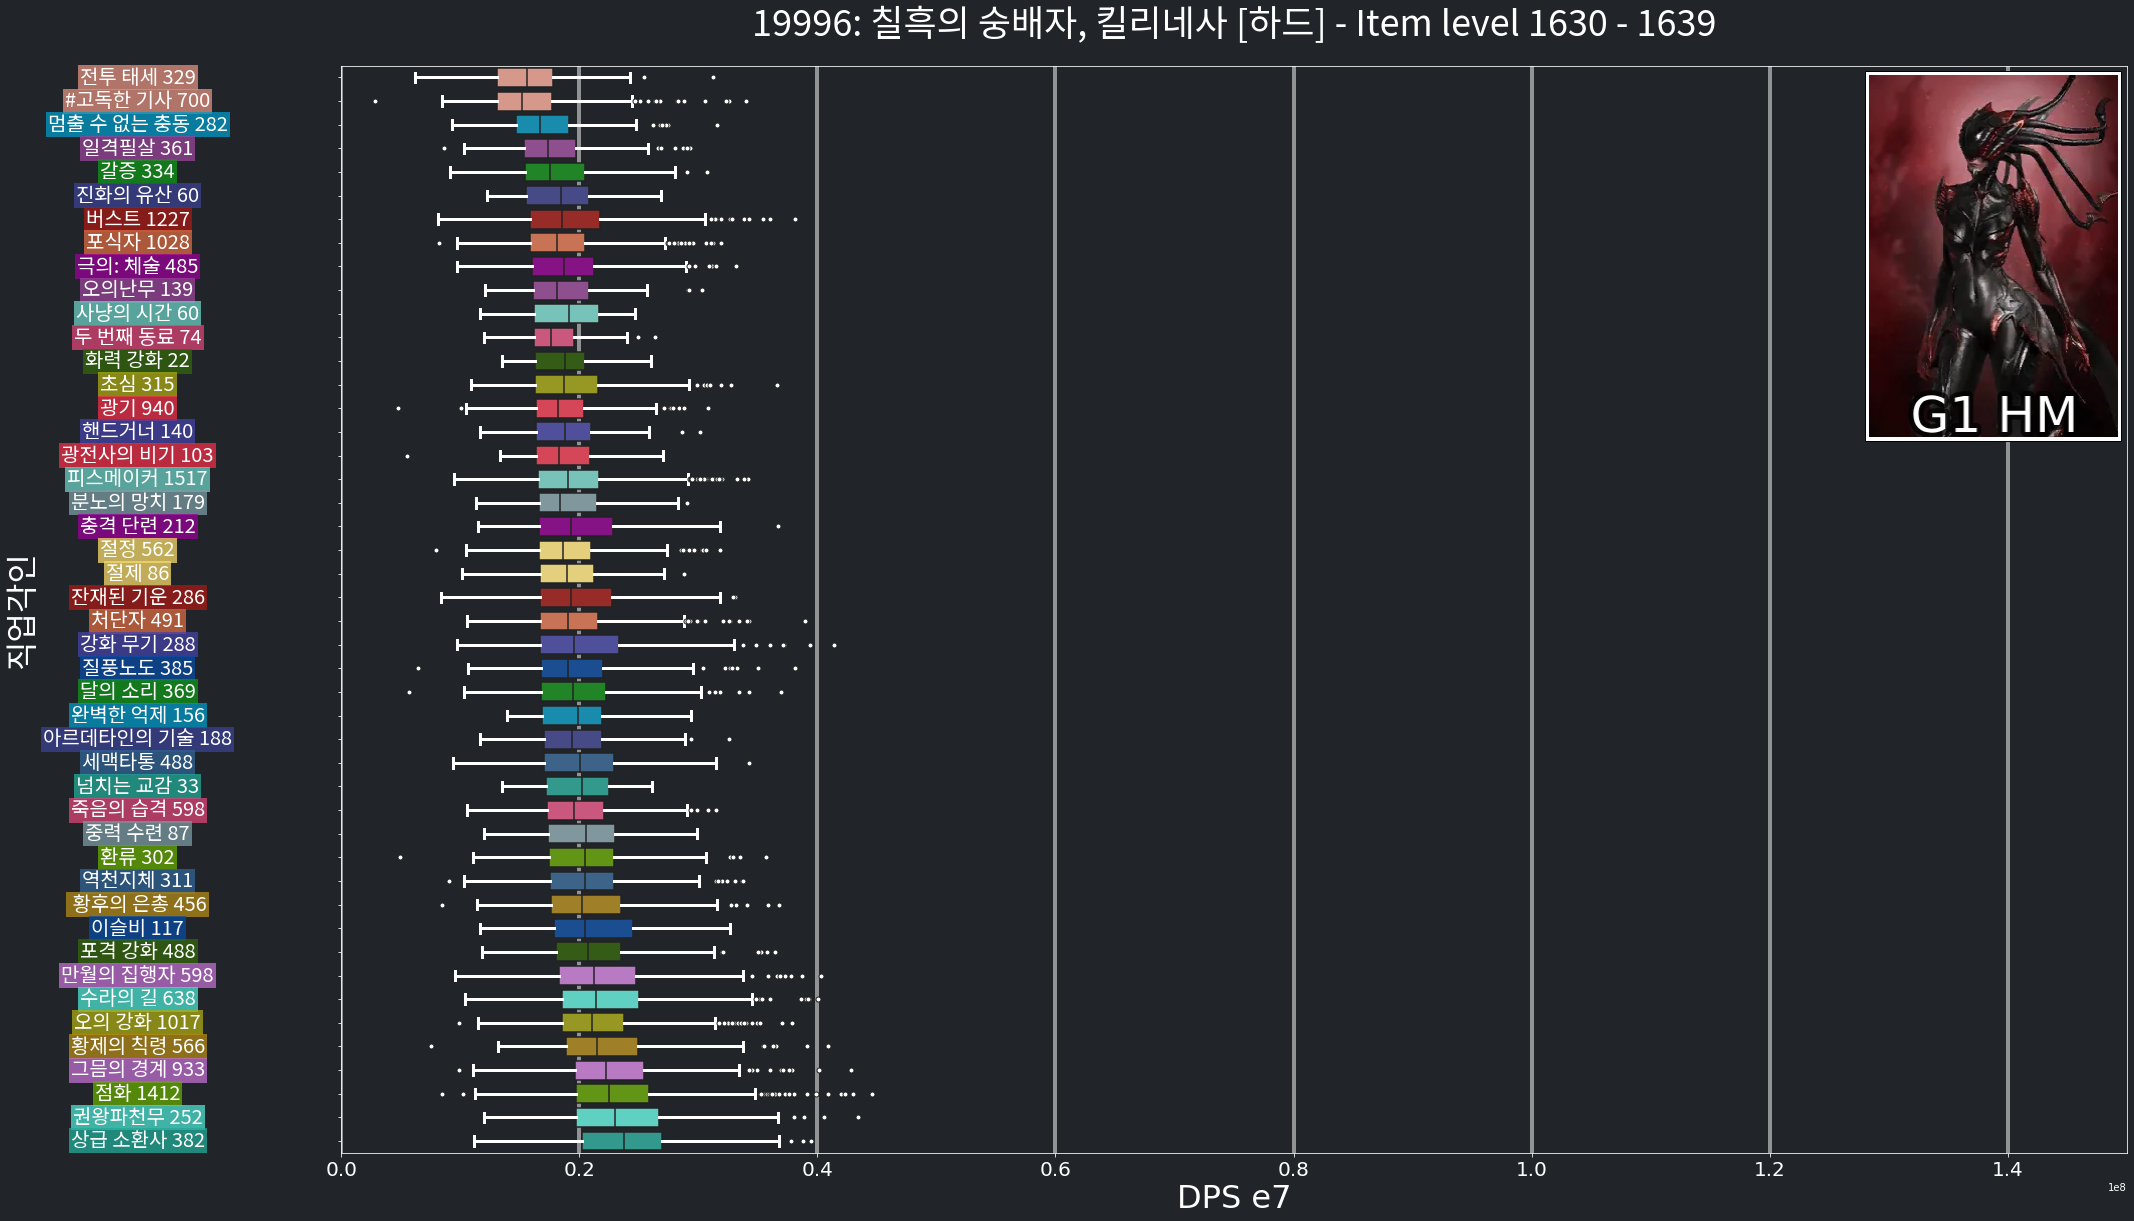 19996: 칠흑의 숭배자, 킬리네사 [하드] - Item level 1630 - 1639
전투 태세 329
#고독한 기사 700
멈출 수 없는 충동 282
일격필살 361
갈증 334
진화의 유산 60
버스트 1227
포식자 1028
극의: 체술 485
오의난무 139
사냥의 시간 60
두 번째 동료 74
화력 강화 22
초심 315
광기 940
핸드거너 140
광전사의 비기 103
피스메이커 1517
분노의 망치 179
충격 단련 212
절정 562
절제 86
잔재된 기운 286
처단자 491
강화 무기 288
질풍노도 385
달의 소리 369
완벽한 억제 156
아르데타인의 기술 188
세맥타통 488
넘치는 교감 33
죽음의 습격 598
중력 수련 87
환류 302
역천지체 311
황후의 은총 456
이슬비 117
포격 강화 488
만월의 집행자 598
수라의 길 638
오의 강화 1017
황제의 칙령 566
그믐의 경계 933
점화 1412
권왕파천무 252
상급 소환사 382
직업각인
G1 HM
0.0 0.2 0.4 0.6 0.8 1.0 1.2 1.4
1e8
DPS e7